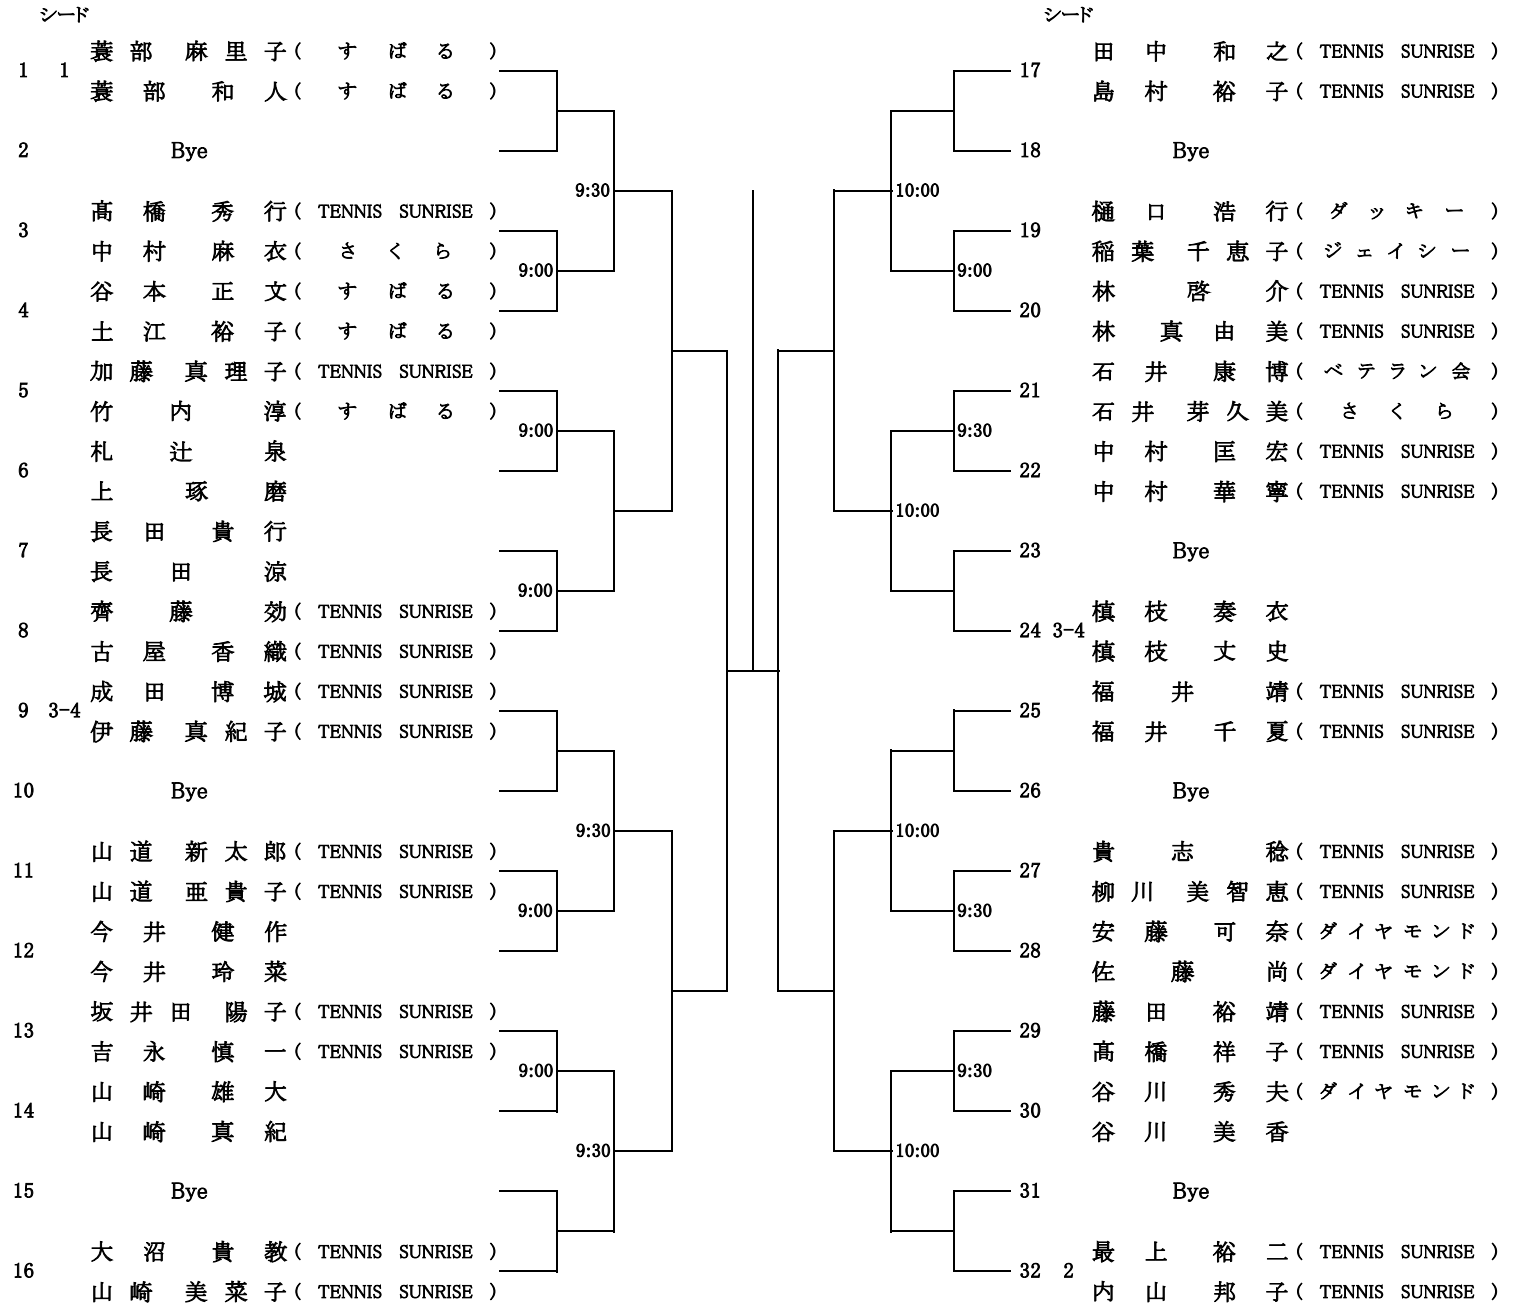 シード
1 1 蓑部 麻里子 ( すばる )
蓑部 和人 ( すばる )
2 Bye
9:30
3 髙橋 秀行 ( TENNIS SUNRISE )
中村 麻衣 ( さくら )
9:00
4 谷本 正文 ( すばる )
土江 裕子 ( すばる )
5 加藤 真理子 ( TENNIS SUNRISE )
竹内 淳 ( すばる )
9:00
6 札辻 泉
上 琢磨
7 長田 貴行
長田 涼
9:00
8 齊藤 効 ( TENNIS SUNRISE )
古屋 香織 ( TENNIS SUNRISE )
9 3-4 成田 博城 ( TENNIS SUNRISE )
伊藤 真紀子 ( TENNIS SUNRISE )
10 Bye
9:30
11 山道 新太郎 ( TENNIS SUNRISE )
山道 亜貴子 ( TENNIS SUNRISE )
9:00
12 今井 健作
今井 玲菜
13 坂井田 陽子 ( TENNIS SUNRISE )
吉永 慎一 ( TENNIS SUNRISE )
9:00
14 山崎 雄大
山崎 真紀
9:30
15 Bye
16 大沼 貴教 ( TENNIS SUNRISE )
山崎 美菜子 ( TENNIS SUNRISE )
シード
17 田中 和之 ( TENNIS SUNRISE )
島村 裕子 ( TENNIS SUNRISE )
18 Bye
10:00
19 樋口 浩行 ( ダッキー )
稲葉 千恵子 ( ジェイシー )
9:00
20 林 啓介 ( TENNIS SUNRISE )
林 真由美 ( TENNIS SUNRISE )
21 石井 康博 ( ベテラン会 )
石井 芽久美 ( さくら )
9:30
22 中村 匡宏 ( TENNIS SUNRISE )
中村 華寧 ( TENNIS SUNRISE )
10:00
23 Bye
24 3-4 槙枝 奏衣
槙枝 丈史
25 福井 靖 ( TENNIS SUNRISE )
福井 千夏 ( TENNIS SUNRISE )
26 Bye
10:00
27 貴志 稔 ( TENNIS SUNRISE )
柳川 美智恵 ( TENNIS SUNRISE )
9:30
28 安藤 可奈 ( ダイヤモンド )
佐藤 尚 ( ダイヤモンド )
29 藤田 裕靖 ( TENNIS SUNRISE )
髙橋 祥子 ( TENNIS SUNRISE )
9:30
30 谷川 秀夫 ( ダイヤモンド )
谷川 美香
10:00
31 Bye
32 2 最上 裕二 ( TENNIS SUNRISE )
内山 邦子 ( TENNIS SUNRISE )